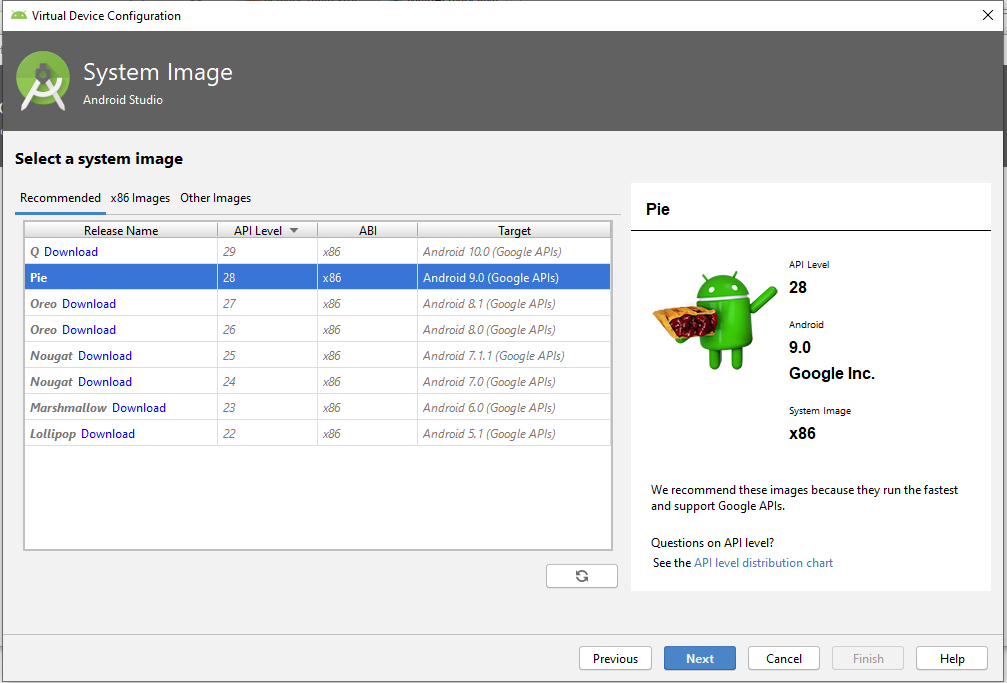 Virtual Device Configuration
System Image
Android Studio
Select a system image
Recommended x86 Images Other Images
Release Name API Level ABI Target
Q Download 29 x86 Android 10.0 (Google APIs)
Pie 28 x86 Android 9.0 (Google APIs)
Oreo Download 27 x86 Android 8.1 (Google APIs)
Oreo Download 26 x86 Android 8.0 (Google APIs)
Nougat Download 25 x86 Android 7.1.1 (Google APIs)
Nougat Download 24 x86 Android 7.0 (Google APIs)
Marshmallow Download 23 x86 Android 6.0 (Google APIs)
Lollipop Download 22 x86 Android 5.1 (Google APIs)
Pie
API Level
28
Android
9.0
Google Inc.
System Image
x86
We recommend these images because they run the fastest
and support Google APIs.
Questions on API level?
See the API level distribution chart
Previous Next Cancel Finish Help